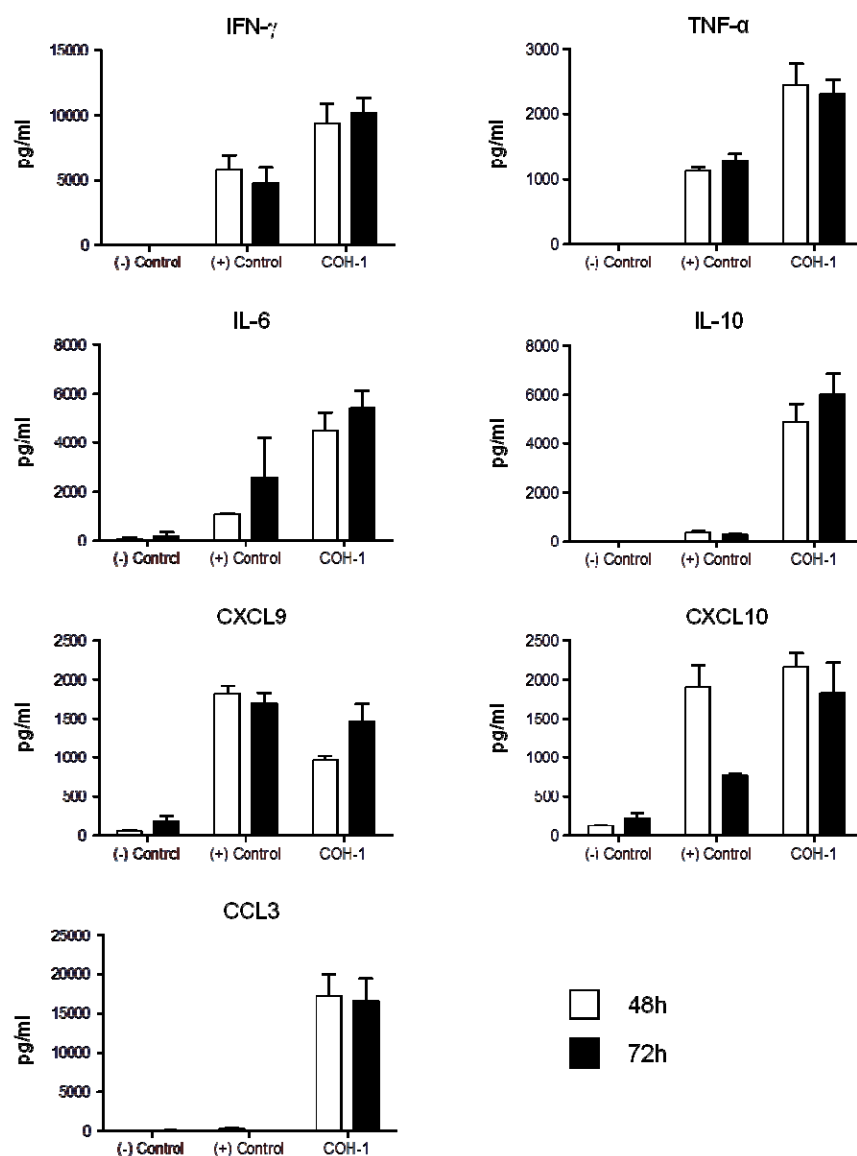 IFN-γ
TNF-α
pg/ml
15000
10000
5000
0
(-) Control
(+) Control
COH-1
pg/ml
3000
2000
1000
0
(-) Control
(+) Control
COH-1
IL-6
IL-10
pg/ml
8000
6000
4000
2000
0
(-) Control
(+) Control
COH-1
pg/ml
8000
6000
4000
2000
0
(-) Control
(+) Control
COH-1
CXCL9
CXCL10
pg/ml
2500
2000
1500
1000
500
0
(-) Control
(+) Control
COH-1
pg/ml
2500
2000
1500
1000
500
0
(-) Control
(+) Control
COH-1
CCL3
pg/ml
25000
20000
15000
10000
5000
0
(-) Control
(+) Control
COH-1
48h
72h